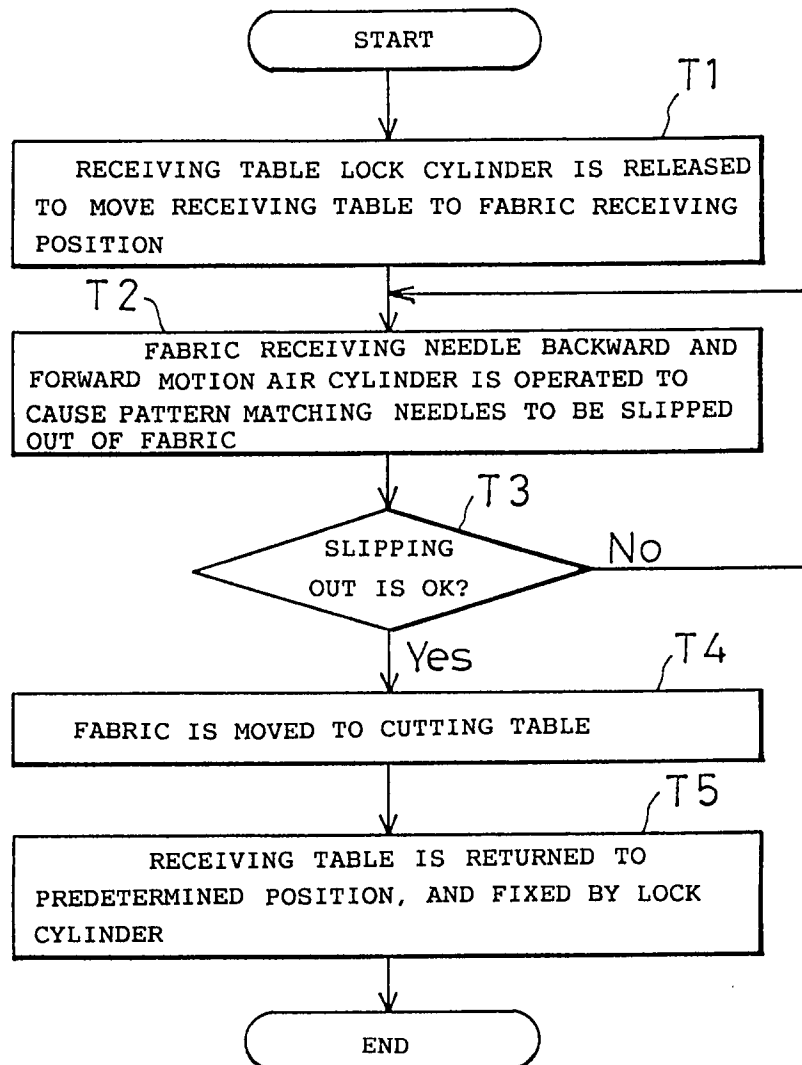 START
T1
RECEIVING TABLE LOCK CYLINDER IS RELEASED
TO MOVE RECEIVING TABLE TO FABRIC RECEIVING
POSITION
T2
FABRIC RECEIVING NEEDLE BACKWARD AND
FORWARD MOTION AIR CYLINDER IS OPERATED TO
CAUSE PATTERN MATCHING NEEDLES TO BE SLIPPED
OUT OF FABRIC
T3
SLIPPING
OUT IS OK?
No
Yes
T4
FABRIC IS MOVED TO CUTTING TABLE
T5
RECEIVING TABLE IS RETURNED TO
PREDETERMINED POSITION, AND FIXED BY LOCK
CYLINDER
END